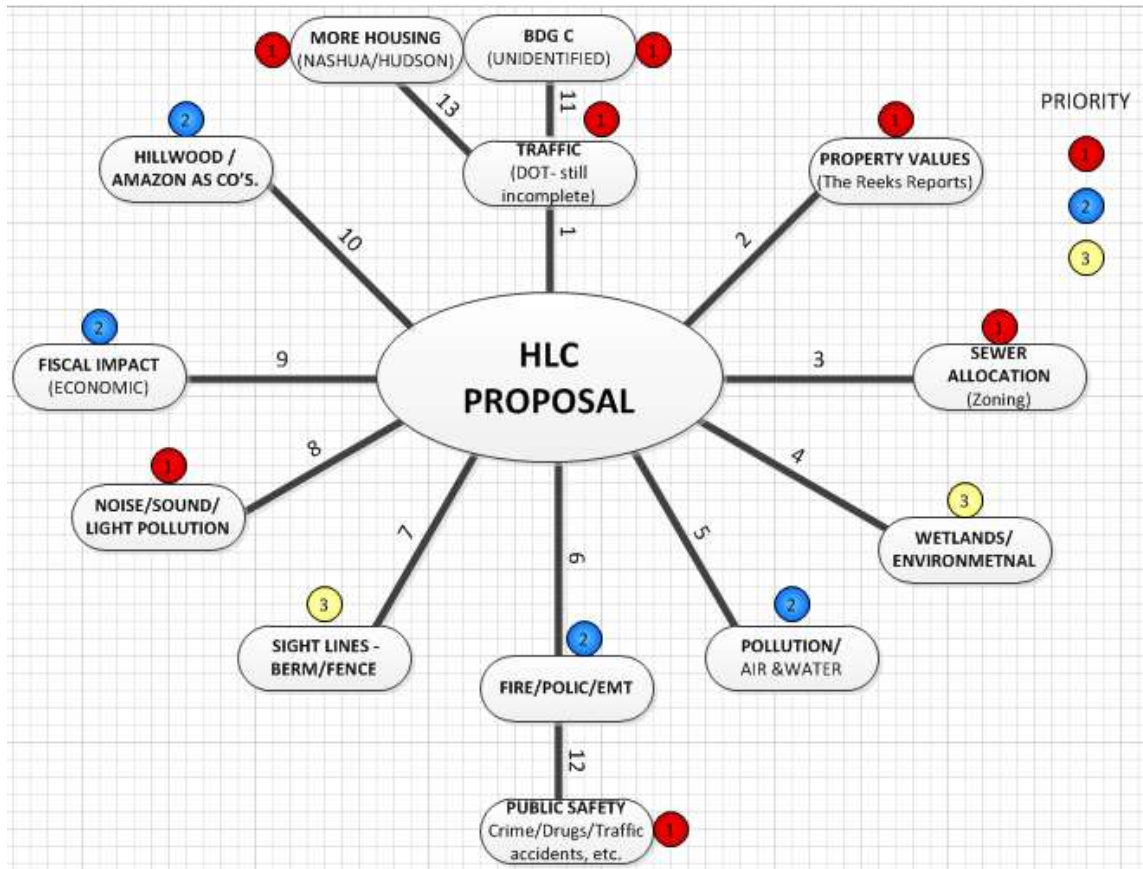 1
MORE HOUSING
(NASHUA/HUDSON)
BDG C
(UNIDENTIFIED)
1
13
11
PRIORITY
1
2
3
2
HILLWOOD /
AMAZON AS CO'S.
1
TRAFFIC
(DOT- still
incomplete)
1
PROPERTY VALUES
(The Reeks Reports)
10
1
2
HLC
PROPOSAL
2
FISCAL IMPACT
(ECONOMIC)
9
3
1
SEWER
ALLOCATION
(Zoning)
1
NOISE/SOUND/
LIGHT POLLUTION
8
4
3
WETLANDS/
ENVIRONMETNAL
7
6
5
3
SIGHT LINES -
BERM/FENCE
2
FIRE/POLIC/EMT
2
POLLUTION/
AIR &WATER
12
PUBLIC SAFETY
Crime/Drugs/Traffic
accidents, etc.
1